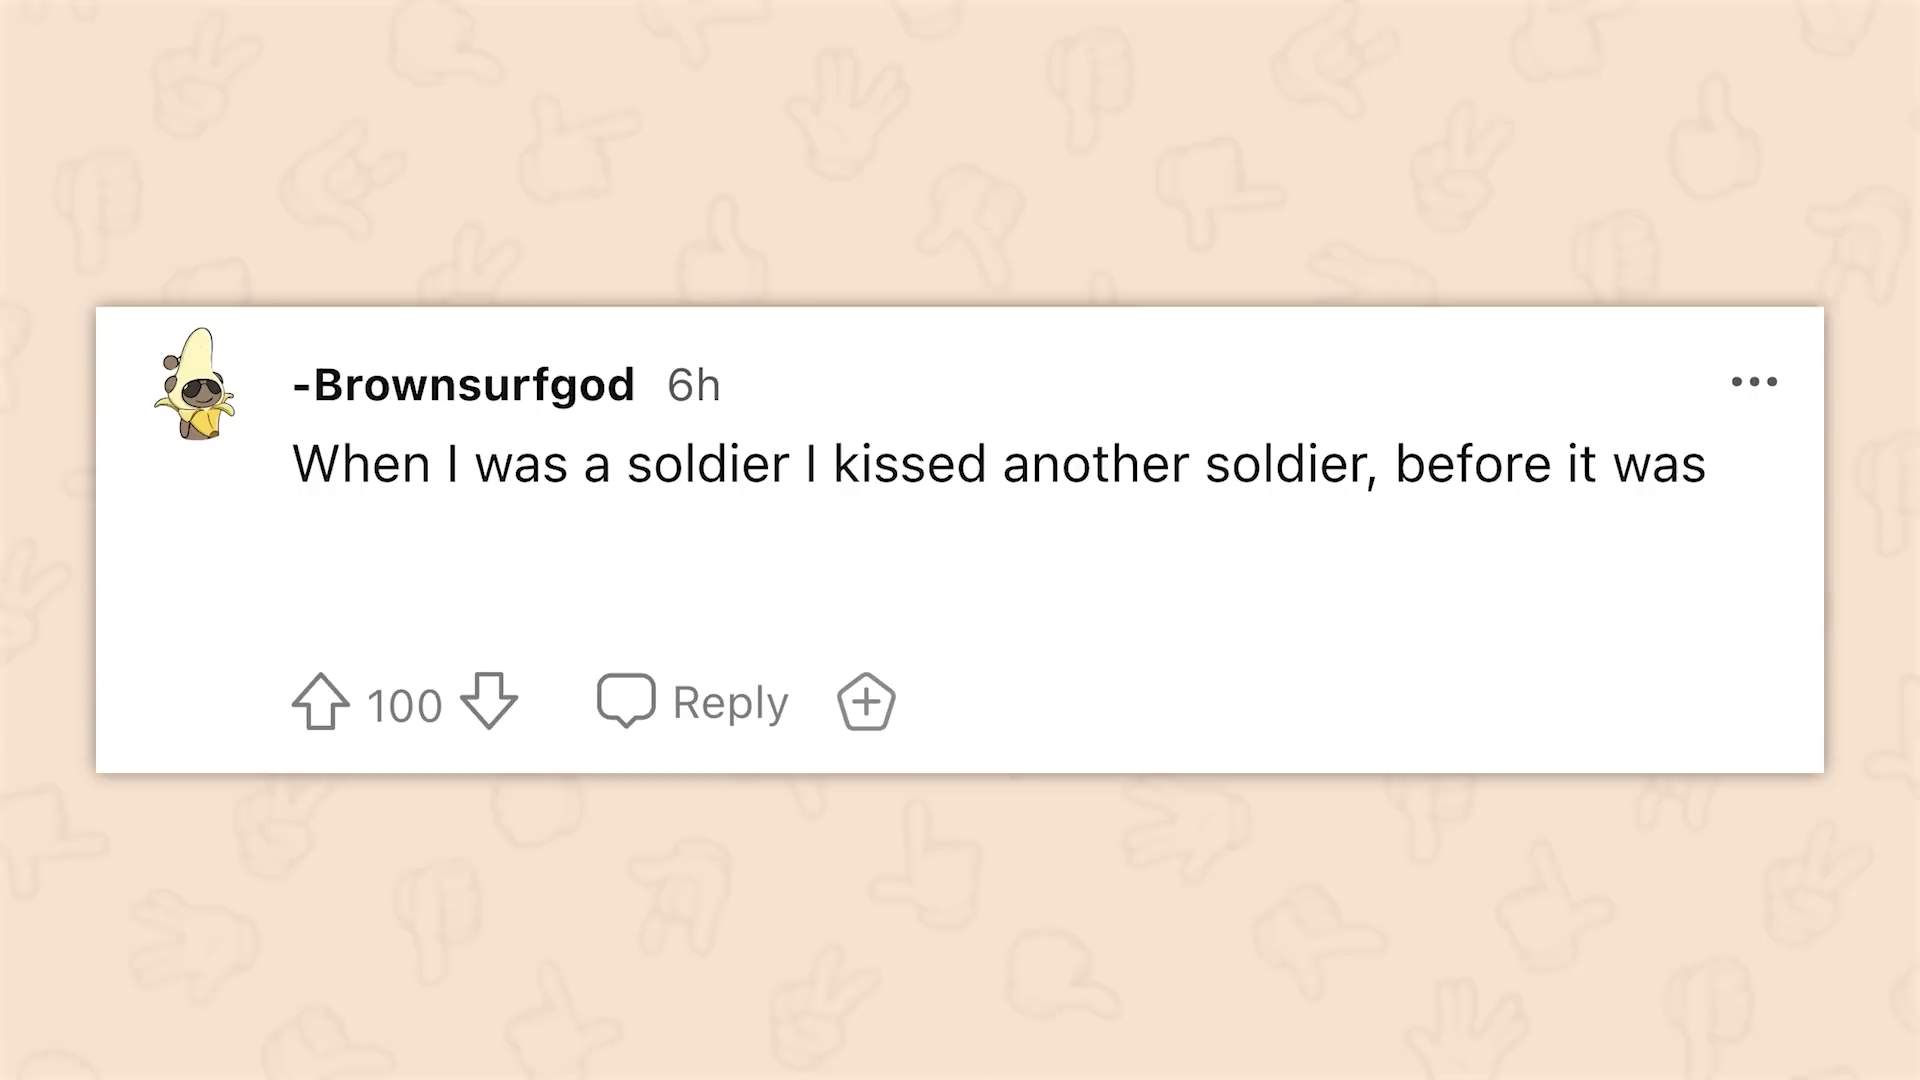 -Brownsurfgod 6h
When I was a soldier I kissed another soldier, before it was
100 Reply